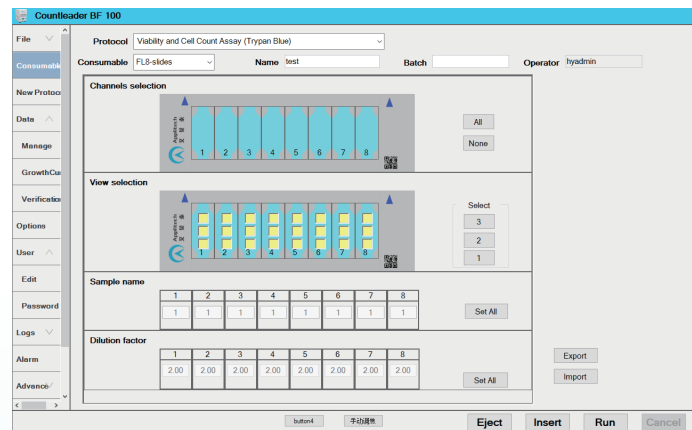 Countleader BF 100
File
Protocol Viability and Cell Count Assay (Trypan Blue)
Consumable Consumable FL8-slides Name test Batch Operator hyadmin
New Protoco
Channels selection
Data
Manage
GrowthCu
Verificatio
Options
User
Edit
Password
Logs
Alarm
Advance
Applitech
1 2 3 4 5 6 7 8
All
None
View selection
Applitech
1 2 3 4 5 6 7 8
Select
3
2
1
Sample name
1 2 3 4 5 6 7 8
1 1 1 1 1 1 1 1
Set All
Dilution factor
1 2 3 4 5 6 7 8
2.00 2.00 2.00 2.00 2.00 2.00 2.00 2.00
Set All
Export
Import
button4 手动调焦 Eject Insert Run Cancel